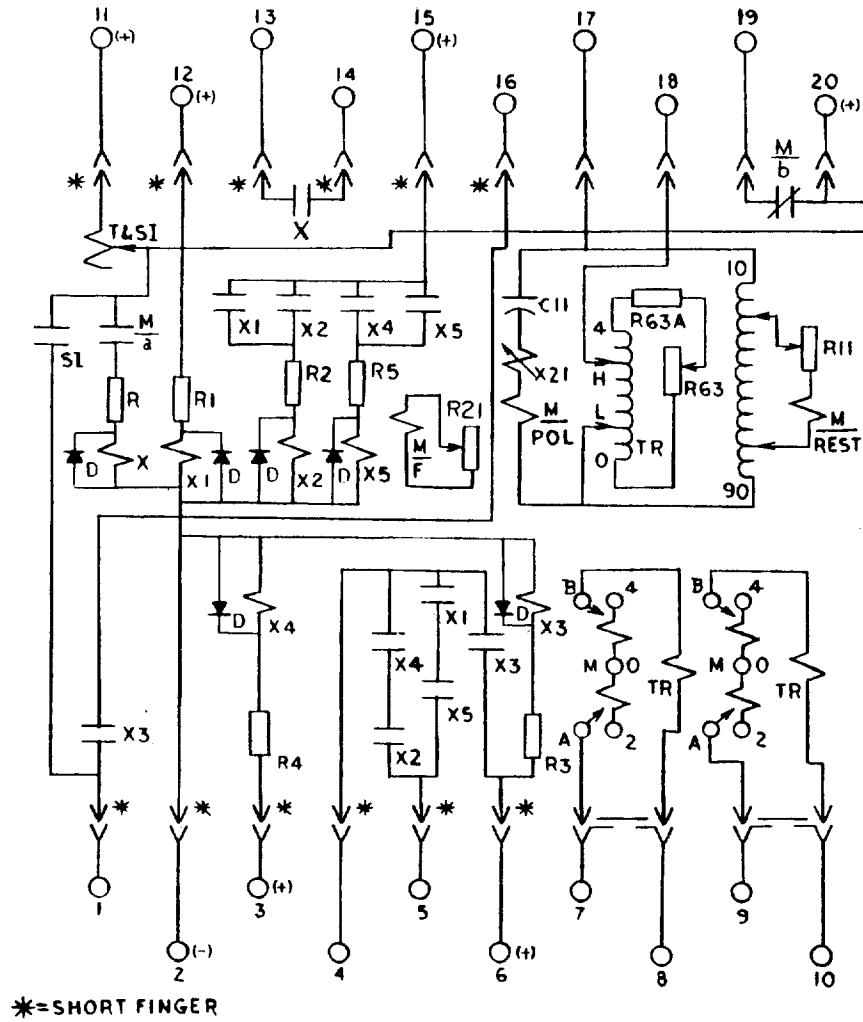 11 (+)
13
15 (+)
17
19
12 (+)
14
16
18
20 (+)
* * * * * *
M/b
T&SI
X
X1 X2 X4 X5
SI
M/a
C11
4
R63A
10
R11
R
R1
R2
R5
X21
H
R63
R21
M/F
M/POL
L
M/REST
D X X1 D D X2 D X5
0
TR
90
D X4
X4 X1 X3 D X3
B 4 B 4
X5
M 0 TR M 0 TR
X3
R4
X2
R3
A 2 A 2
* * * * * *
1
3 (+)
5
7
9
2 (-)
4
6 (+)
8
10
*=SHORT FINGER